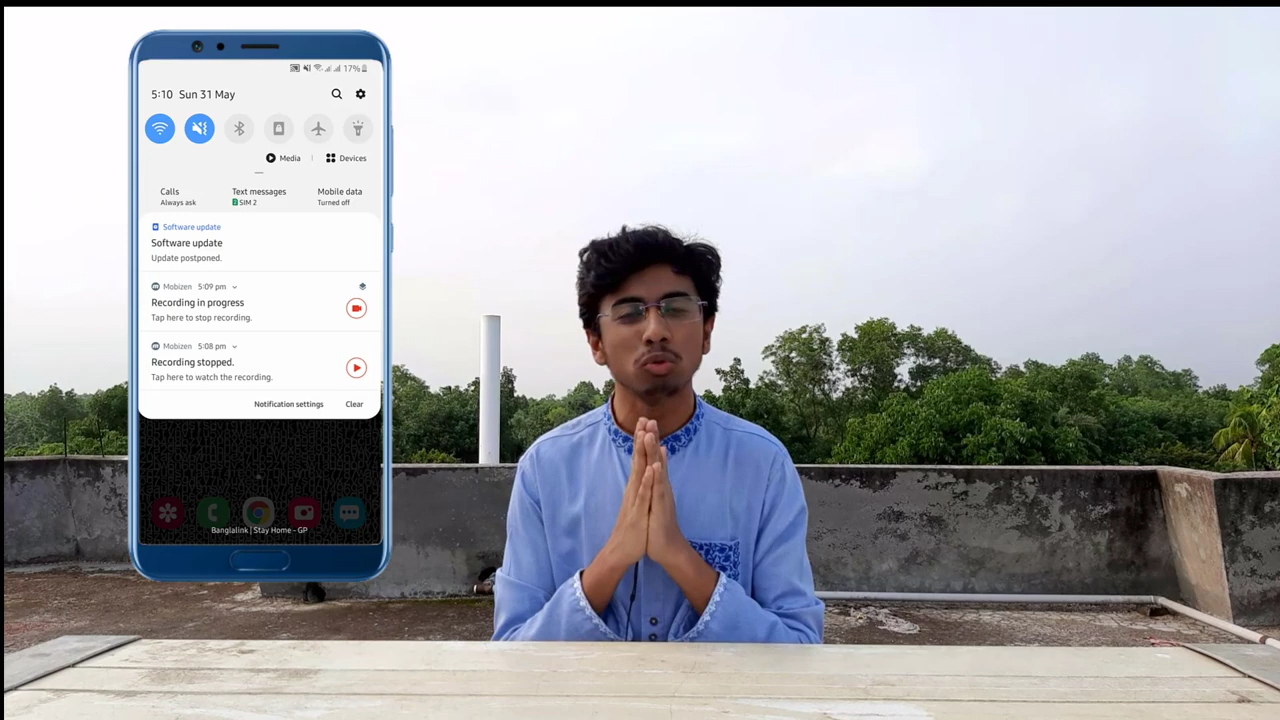 17%
5:10 Sun 31 May
Media | Devices
Calls
Always ask
Text messages
SIM 2
Mobile data
Turned off
Software update
Software update
Update postponed.
Mobizen 5:09 pm
Recording in progress
Tap here to stop recording.
Mobizen 5:08 pm
Recording stopped.
Tap here to watch the recording.
Notification settings Clear
Banglalink | Stay Home - GP